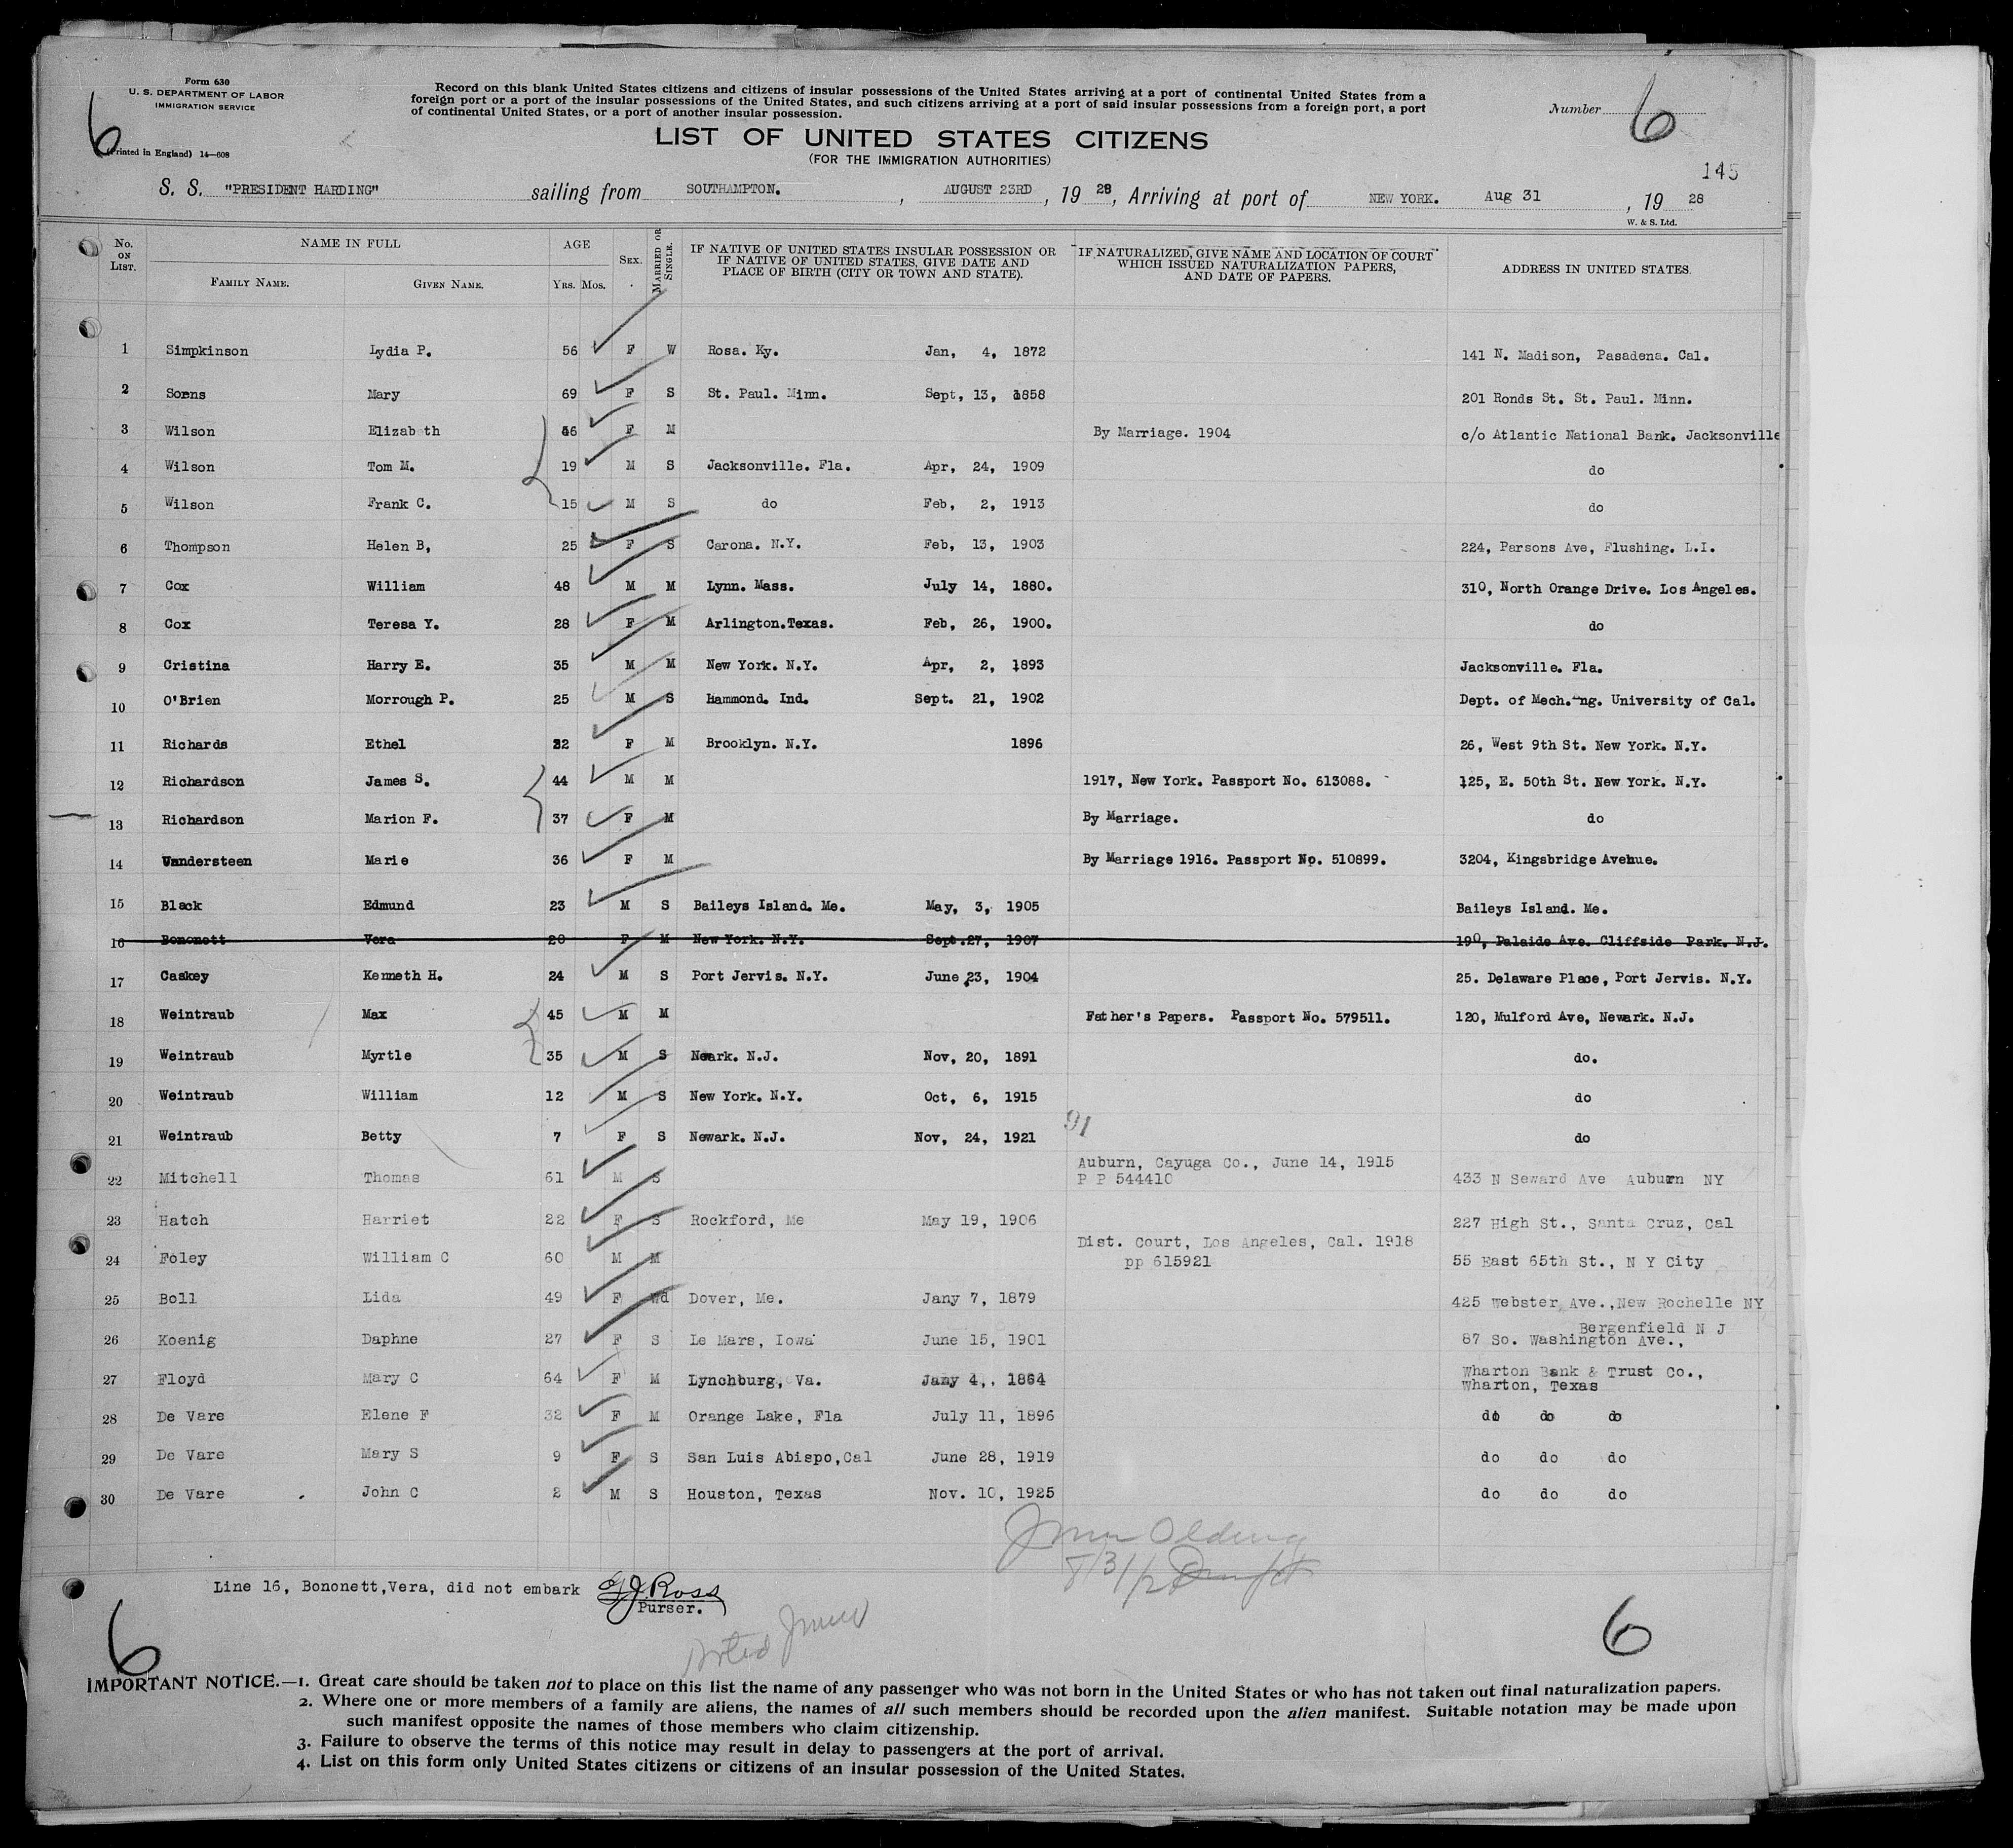 Form 630
U. S. DEPARTMENT OF LABOR
IMMIGRATION SERVICE
(Printed in England) 14—608
6
Record on this blank United States citizens and citizens of insular possessions of the United States arriving at a port of continental United States from a
foreign port or a port of the insular possessions of the United States, and such citizens arriving at a port of said insular possessions from a foreign port, a port
of continental United States, or a port of another insular possession.
Number 6
LIST OF UNITED STATES CITIZENS
(FOR THE IMMIGRATION AUTHORITIES)
145
S. S. "PRESIDENT HARDING" sailing from SOUTHAMPTON. , AUGUST 23RD , 19 28 , Arriving at port of NEW YORK. Aug 31 , 19 28
W. & S. Ltd.
No. ON LIST. NAME IN FULL FAMILY NAME. GIVEN NAME. AGE YRS. MOS. SEX. MARRIED OR SINGLE. IF NATIVE OF UNITED STATES INSULAR POSSESSION OR IF NATIVE OF UNITED STATES, GIVE DATE AND PLACE OF BIRTH (CITY OR TOWN AND STATE). IF NATURALIZED, GIVE NAME AND LOCATION OF COURT WHICH ISSUED NATURALIZATION PAPERS, AND DATE OF PAPERS. ADDRESS IN UNITED STATES.
1 Simpkinson Lydia P. 56 F W Rosa. Ky. Jan, 4, 1872 141 N. Madison, Pasadena. Cal.
2 Sorns Mary 69 F S St. Paul. Minn. Sept, 13, 1858 201 Ronds St. St. Paul. Minn.
3 Wilson Elizabeth 46 F M By Marriage. 1904 c/o Atlantic National Bank. Jacksonville
4 Wilson Tom M. 19 M S Jacksonville. Fla. Apr, 24, 1909 do
5 Wilson Frank C. 15 M S do Feb, 2, 1913 do
6 Thompson Helen B, 25 F S Carona. N.Y. Feb, 13, 1903 224, Parsons Ave, Flushing. L.I.
7 Cox William 48 M M Lynn. Mass. July 14, 1880. 310, North Orange Drive. Los Angeles.
8 Cox Teresa Y. 28 F M Arlington.Texas. Feb, 26, 1900. do
9 Cristina Harry E. 35 M M New York. N.Y. Apr, 2, 1893 Jacksonville. Fla.
10 O'Brien Morrough P. 25 M S Hammond. Ind. Sept. 21, 1902 Dept. of Mech.Eng. University of Cal.
11 Richards Ethel 32 F M Brooklyn. N.Y. 1896 26, West 9th St. New York. N.Y.
12 Richardson James S. 44 M M 1917, New York. Passport No. 613088. 125, E. 50th St. New York. N.Y.
13 Richardson Marion F. 37 F M By Marriage. do
14 Vandersteen Marie 36 F M By Marriage 1916. Passport No. 510899. 3204, Kingsbridge Avehue.
15 Black Edmund 23 M S Baileys Island. Me. May, 3, 1905 Baileys Island. Me.
16 Bononett Vera 20 F M New York. N.Y. Sept.27, 1907 190, Palaide Ave. Cliffside Park. N.J.
17 Caskey Kenneth H. 24 M S Port Jervis. N.Y. June 23, 1904 25. Delaware Place, Port Jervis. N.Y.
18 Weintraub Max 45 M M Father's Papers. Passport No. 579511. 120, Mulford Ave, Newark. N.J.
19 Weintraub Myrtle 35 M S Neark. N.J. Nov, 20, 1891 do.
20 Weintraub William 12 M S New York. N.Y. Oct, 6, 1915 do
21 Weintraub Betty 7 F S Newark. N.J. Nov, 24, 1921 91 do
22 Mitchell Thomas 61 M S Auburn, Cayuga Co., June 14, 1915 P P 544410 433 N Seward Ave Auburn NY
23 Hatch Harriet 22 F S Rockford, Me May 19, 1906 227 High St., Santa Cruz, Cal
24 Foley William C 60 M M Dist. Court, Los Angeles, Cal. 1918 pp 615921 55 East 65th St., N Y City
25 Boll Lida 49 F Wd Dover, Me. Jany 7, 1879 425 Webster Ave.,New Rochelle NY
26 Koenig Daphne 27 F S Le Mars, Iowa June 15, 1901 87 So. Washington Ave., Bergenfield N J
27 Floyd Mary C 64 F M Lynchburg, Va. Jany 4,. 1864 Wharton Bank & Trust Co., Wharton, Texas
28 De Vare Elene F 32 F M Orange Lake, Fla July 11, 1896 do do do
29 De Vare Mary S 9 F S San Luis Abispo,Cal June 28, 1919 do do do
30 De Vare John C 2 M S Houston, Texas Nov. 10, 1925 do do do
Line 16, Bononett,Vera, did not embark G.J. Ross
Purser.
6
6
IMPORTANT NOTICE.—1. Great care should be taken not to place on this list the name of any passenger who was not born in the United States or who has not taken out final naturalization papers.
2. Where one or more members of a family are aliens, the names of all such members should be recorded upon the alien manifest. Suitable notation may be made upon
such manifest opposite the names of those members who claim citizenship.
3. Failure to observe the terms of this notice may result in delay to passengers at the port of arrival.
4. List on this form only United States citizens or citizens of an insular possession of the United States.